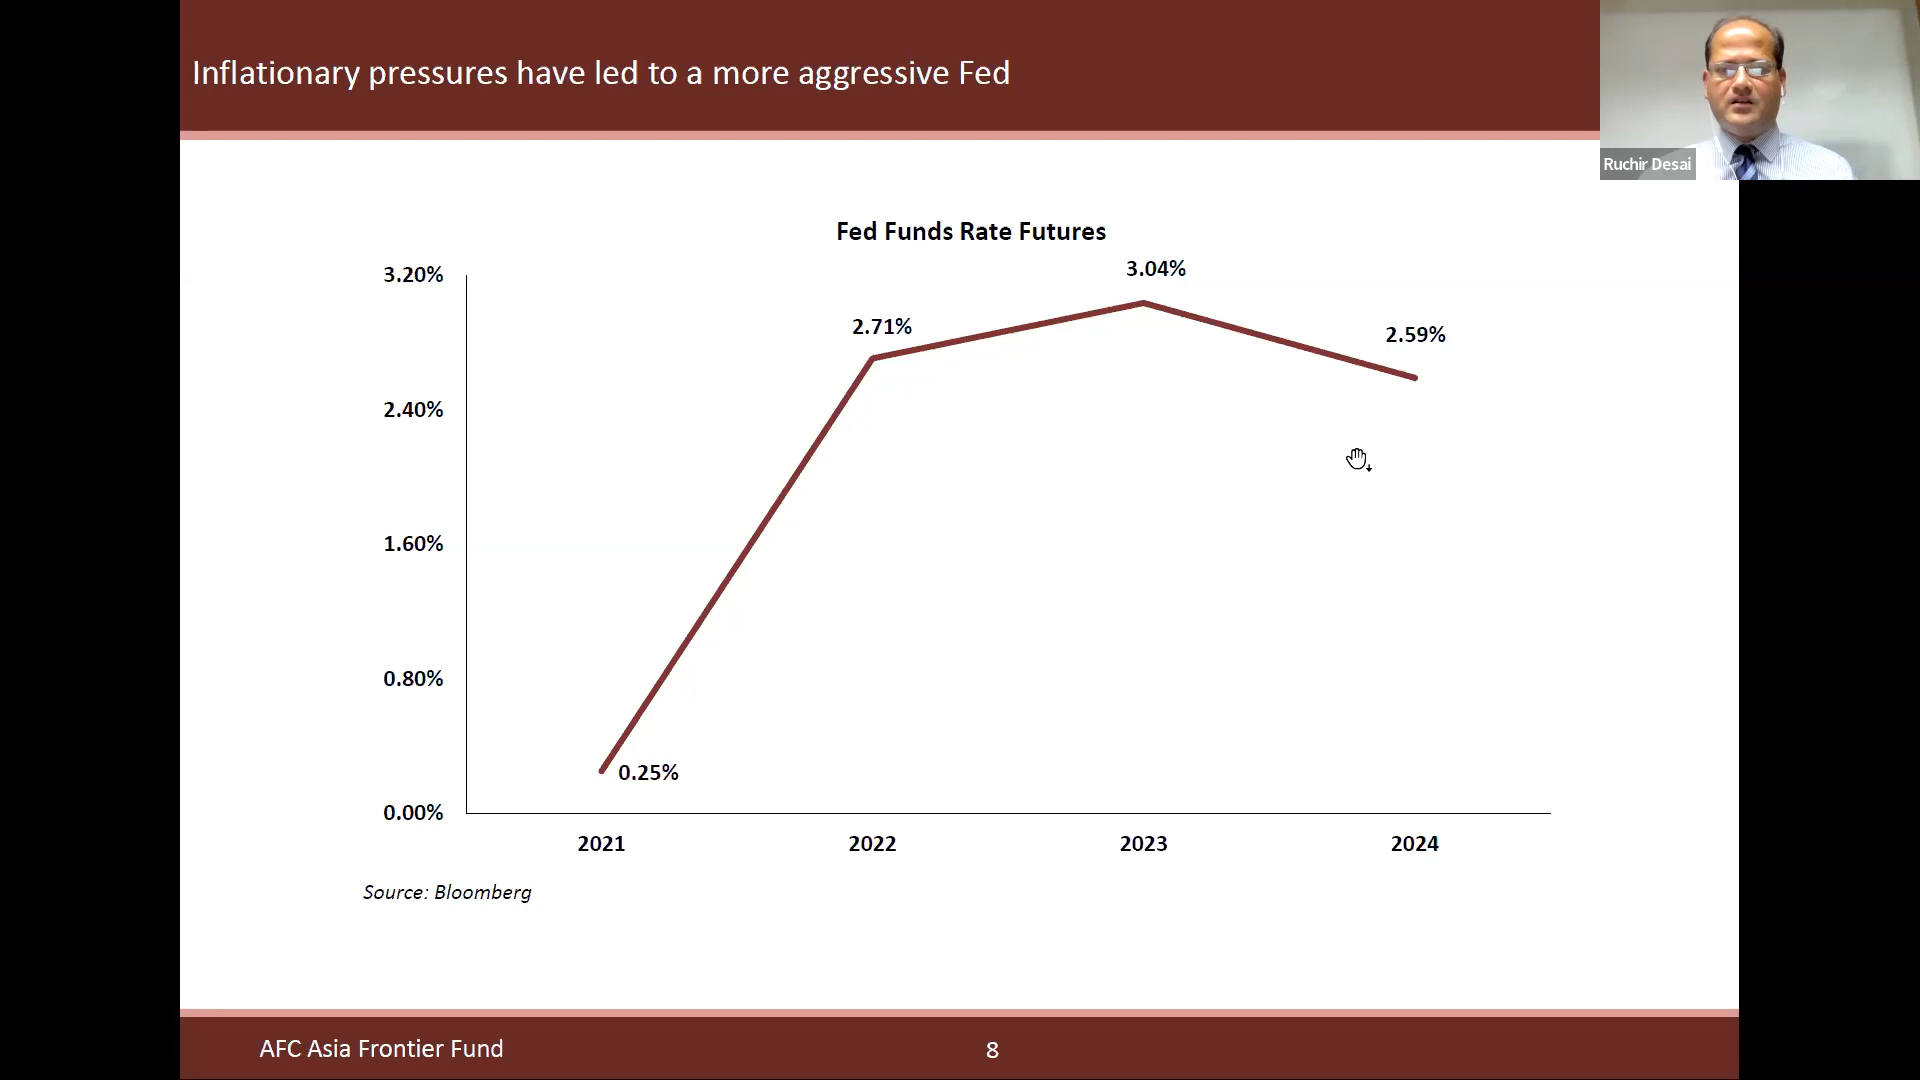 Inflationary pressures have led to a more aggressive Fed
Ruchir Desai
Fed Funds Rate Futures
3.20%
2.40%
1.60%
0.80%
0.00%
0.25%
2.71%
3.04%
2.59%
2021
2022
2023
2024
Source: Bloomberg
AFC Asia Frontier Fund
8